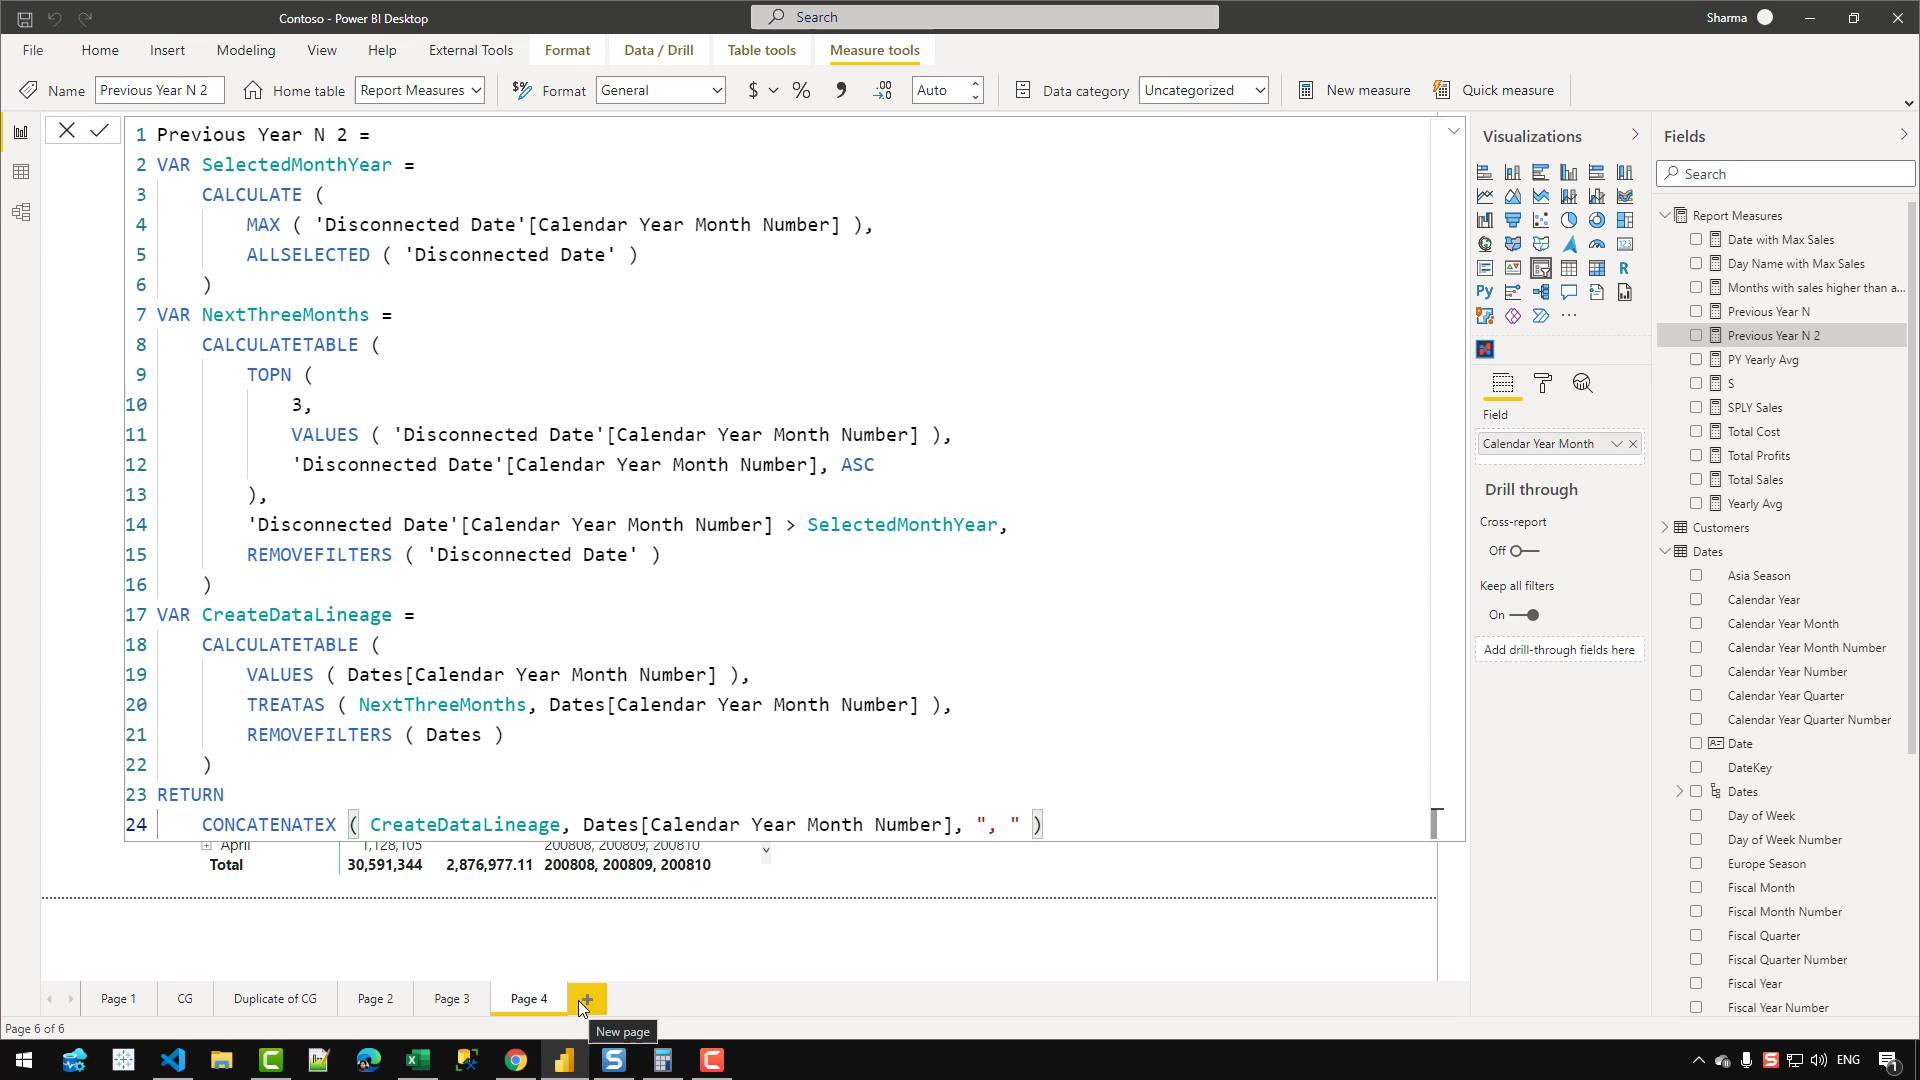 Contoso - Power BI Desktop
Search
Sharma
File
Home
Insert
Modeling
View
Help
External Tools
Format
Data / Drill
Table tools
Measure tools
Name
Previous Year N 2
Home table
Report Measures
Format
General
$
%
Auto
Data category
Uncategorized
New measure
Quick measure
1 Previous Year N 2 =
2 VAR SelectedMonthYear =
3 CALCULATE (
4 MAX ( 'Disconnected Date'[Calendar Year Month Number] ),
5 ALLSELECTED ( 'Disconnected Date' )
6 )
7 VAR NextThreeMonths =
8 CALCULATETABLE (
9 TOPN (
10 3,
11 VALUES ( 'Disconnected Date'[Calendar Year Month Number] ),
12 'Disconnected Date'[Calendar Year Month Number], ASC
13 ),
14 'Disconnected Date'[Calendar Year Month Number] > SelectedMonthYear,
15 REMOVEFILTERS ( 'Disconnected Date' )
16 )
17 VAR CreateDataLineage =
18 CALCULATETABLE (
19 VALUES ( Dates[Calendar Year Month Number] ),
20 TREATAS ( NextThreeMonths, Dates[Calendar Year Month Number] ),
21 REMOVEFILTERS ( Dates )
22 )
23 RETURN
24 CONCATENATEX ( CreateDataLineage, Dates[Calendar Year Month Number], ", " )
April 1,128,105 200808, 200809, 200810
Total 30,591,344 2,876,977.11 200808, 200809, 200810
Visualizations
R
Py
Field
Calendar Year Month
Drill through
Cross-report
Off
Keep all filters
On
Add drill-through fields here
Fields
Search
Report Measures
Date with Max Sales
Day Name with Max Sales
Months with sales higher than a...
Previous Year N
Previous Year N 2
PY Yearly Avg
S
SPLY Sales
Total Cost
Total Profits
Total Sales
Yearly Avg
Customers
Dates
Asia Season
Calendar Year
Calendar Year Month
Calendar Year Month Number
Calendar Year Number
Calendar Year Quarter
Calendar Year Quarter Number
Date
DateKey
Dates
Day of Week
Day of Week Number
Europe Season
Fiscal Month
Fiscal Month Number
Fiscal Quarter
Fiscal Quarter Number
Fiscal Year
Fiscal Year Number
Page 1
CG
Duplicate of CG
Page 2
Page 3
Page 4
New page
Page 6 of 6
ENG